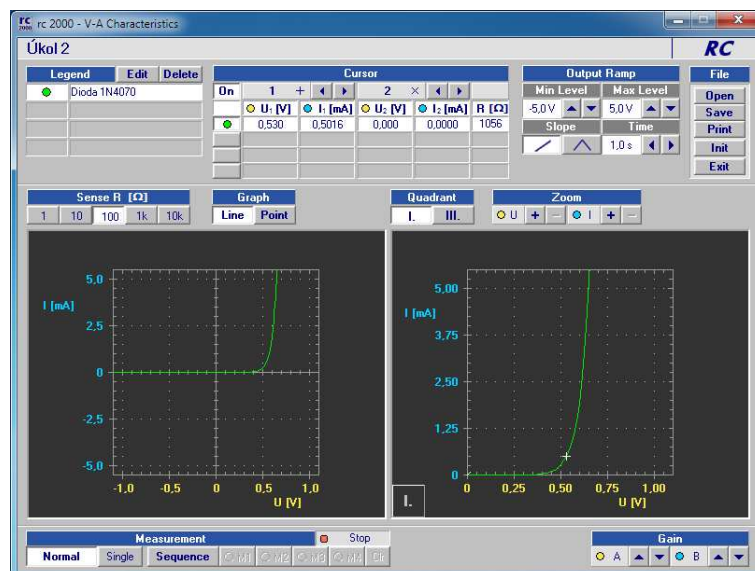 rc 2000 - V-A Characteristics
Úkol 2
RC
Legend Edit Delete
Dioda 1N4070
Cursor
On 1 + 2 ×
U₁ [V] I₁ [mA] U₂ [V] I₂ [mA] R [Ω]
0,530 0,5016 0,000 0,0000 1056
Output Ramp
Min Level Max Level
-5,0 V 5,0 V
Slope Time
1,0 s
File
Open
Save
Print
Init
Exit
Sense R [Ω]
1 10 100 1k 10k
Graph
Line Point
Quadrant
I. III.
Zoom
U + − I + −
5,0
I [mA]
2,5
0
-2,5
-5,0
-1,0 -0,5 0 0,5 1,0
U [V]
5,00
I [mA]
3,75
2,50
1,25
0
0 0,25 0,50 0,75 1,00
I. U [V]
Measurement Stop
Normal Single Sequence M1 M2 M3 M4 Clr
Gain
A B